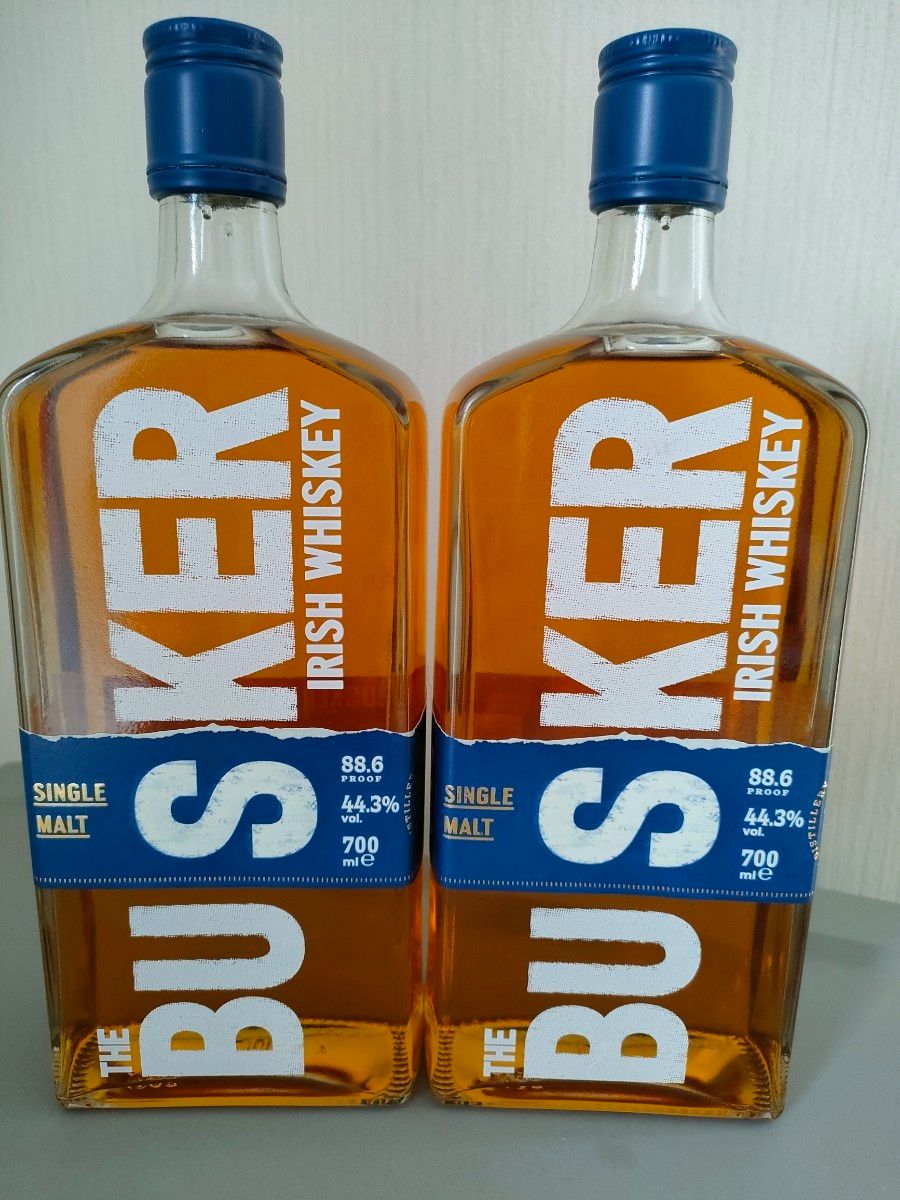 THE
BUSKER
IRISH WHISKEY
SINGLE
MALT
88.6
PROOF
44.3%
vol.
700
ml e
THE
BUSKER
IRISH WHISKEY
SINGLE
MALT
88.6
PROOF
44.3%
vol.
700
ml e
DISTILLERY